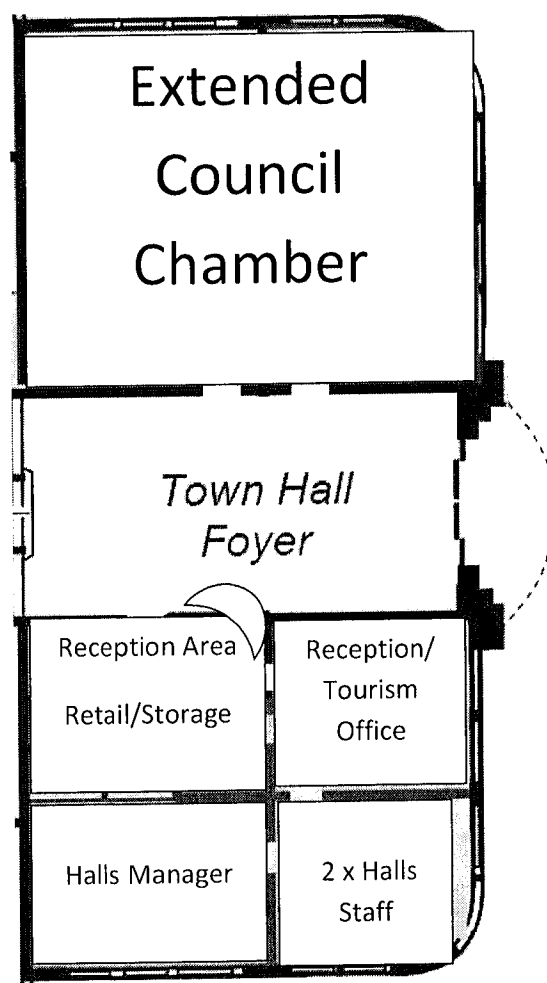 Extended
Council
Chamber
Town Hall
Foyer
Reception Area
Retail/Storage
Reception/
Tourism
Office
Halls Manager
2 x Halls
Staff